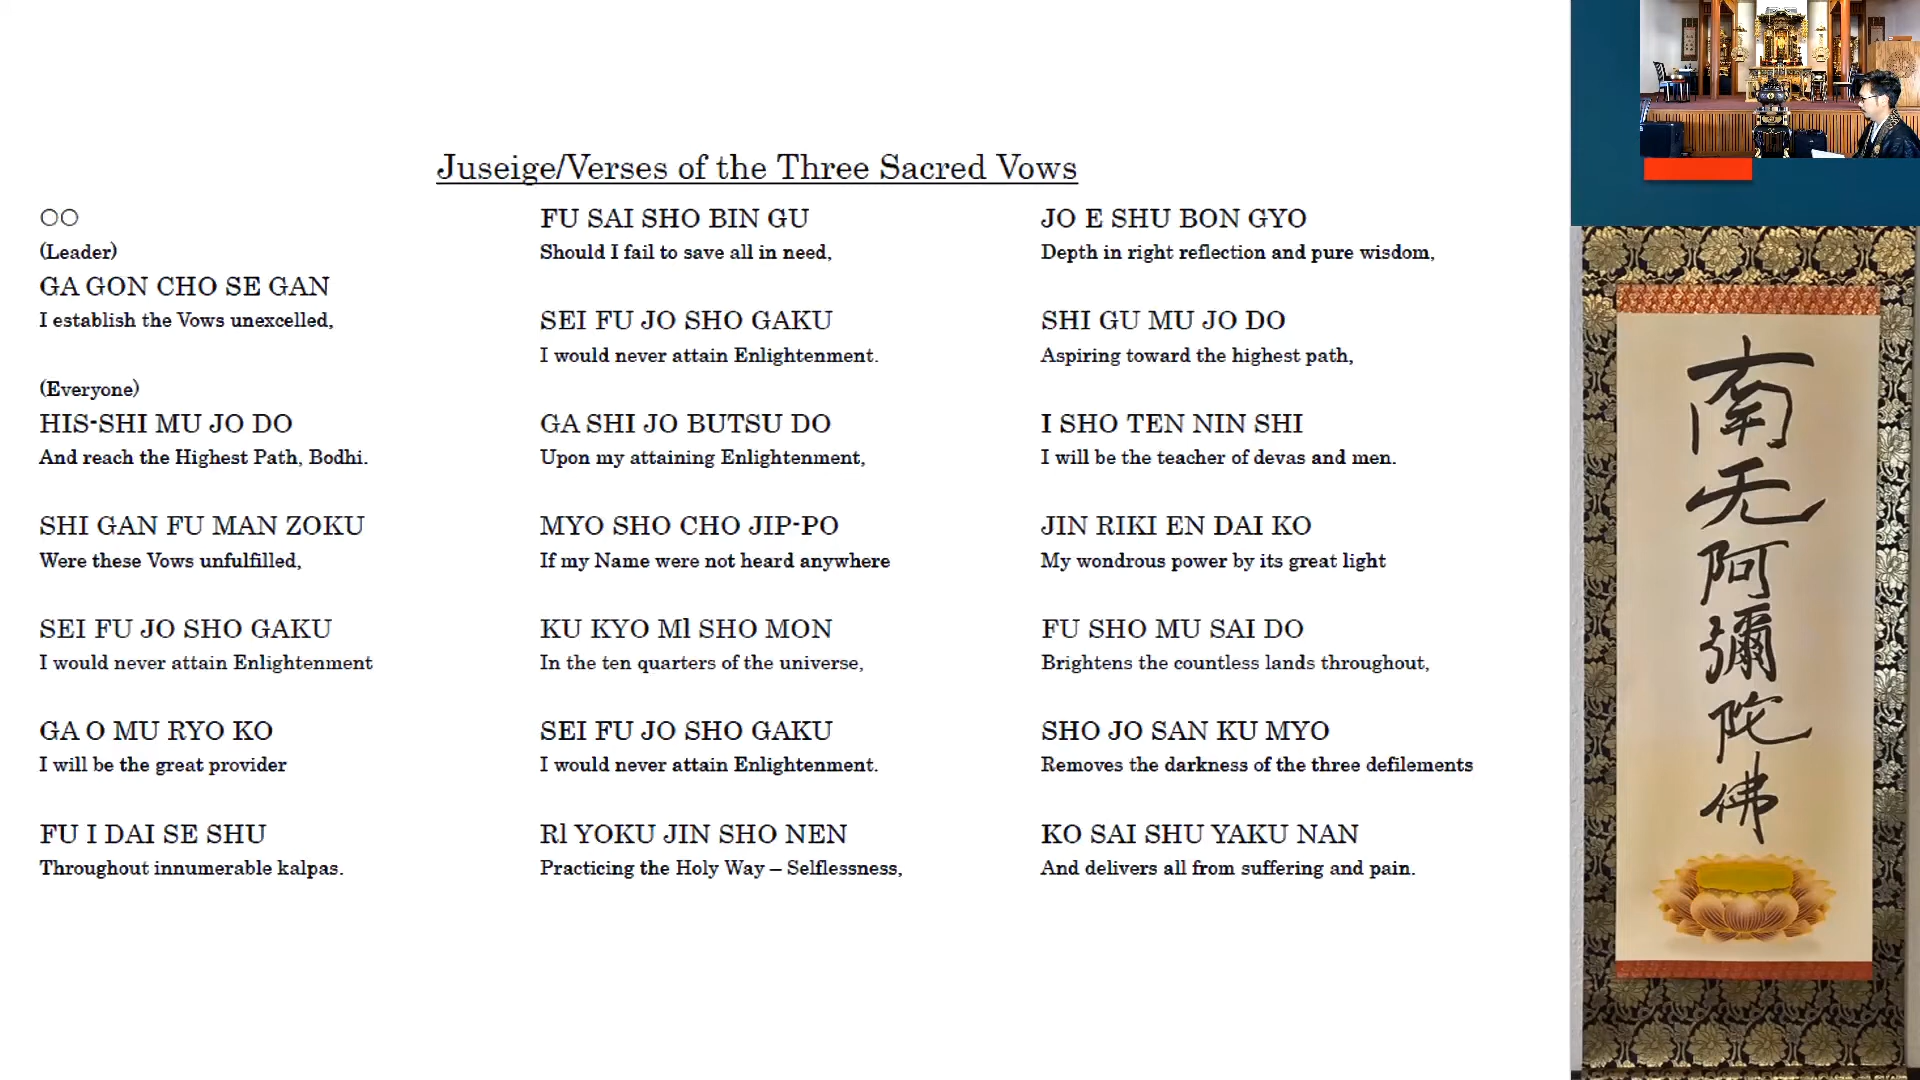 Juseige/Verses of the Three Sacred Vows
○○
(Leader)
GA GON CHO SE GAN
I establish the Vows unexcelled,
(Everyone)
HIS-SHI MU JO DO
And reach the Highest Path, Bodhi.
SHI GAN FU MAN ZOKU
Were these Vows unfulfilled,
SEI FU JO SHO GAKU
I would never attain Enlightenment
GA O MU RYO KO
I will be the great provider
FU I DAI SE SHU
Throughout innumerable kalpas.
FU SAI SHO BIN GU
Should I fail to save all in need,
SEI FU JO SHO GAKU
I would never attain Enlightenment.
GA SHI JO BUTSU DO
Upon my attaining Enlightenment,
MYO SHO CHO JIP-PO
If my Name were not heard anywhere
KU KYO Ml SHO MON
In the ten quarters of the universe,
SEI FU JO SHO GAKU
I would never attain Enlightenment.
Rl YOKU JIN SHO NEN
Practicing the Holy Way – Selflessness,
JO E SHU BON GYO
Depth in right reflection and pure wisdom,
SHI GU MU JO DO
Aspiring toward the highest path,
I SHO TEN NIN SHI
I will be the teacher of devas and men.
JIN RIKI EN DAI KO
My wondrous power by its great light
FU SHO MU SAI DO
Brightens the countless lands throughout,
SHO JO SAN KU MYO
Removes the darkness of the three defilements
KO SAI SHU YAKU NAN
And delivers all from suffering and pain.
南无阿彌陀佛